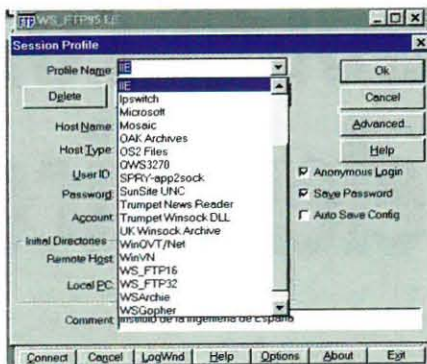 WS_FTP95 LE
Session Profile
Profile Name: IIE
Ok
Delete
IIE
Ipswitch
Cancel
Microsoft
Host Name: Mosaic
Advanced..
OAK Archives
Host Type: OS2 Files
Help
QWS3270
User ID: SPRY-app2sock
Anonymous Login
SunSite UNC
Password: Trumpet News Reader
Save Password
Account: Trumpet Winsock DLL
Auto Save Config
UK Winsock Archive
Initial Directories
WinQVT/Net
Remote Host: WinVN
WS_FTP16
Local PC: WS_FTP32
WSArchie
WSGopher
Comment: Instituto de la Ingeniería de España
Connect Cancel LogWnd Help Options About Exit